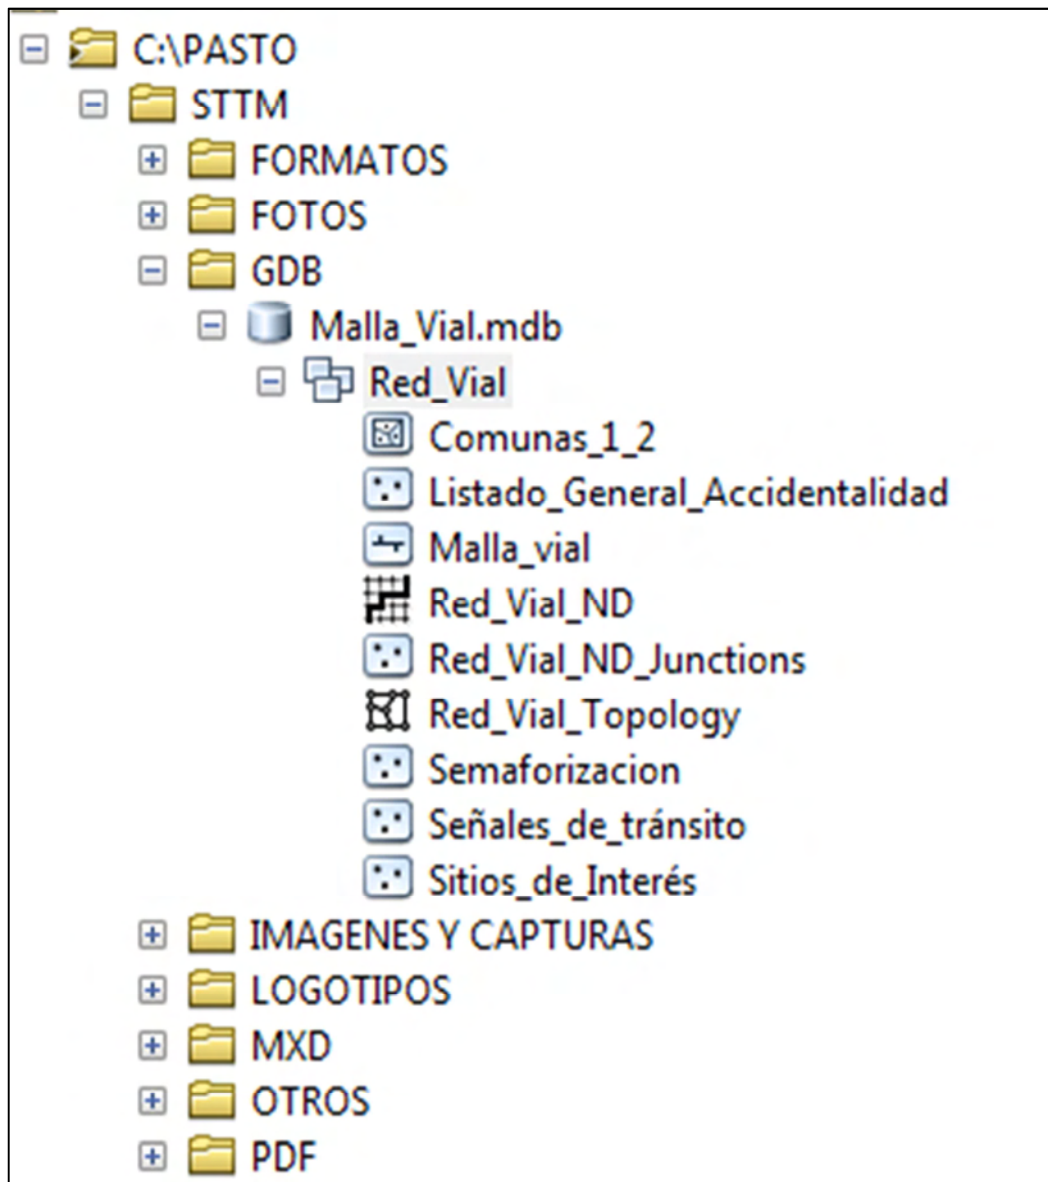 C:\PASTO
STTM
FORMATOS
FOTOS
GDB
Malla_Vial.mdb
Red_Vial
Comunas_1_2
Listado_General_Accidentalidad
Malla_vial
Red_Vial_ND
Red_Vial_ND_Junctions
Red_Vial_Topology
Semaforizacion
Señales_de_tránsito
Sitios_de_Interés
IMAGENES Y CAPTURAS
LOGOTIPOS
MXD
OTROS
PDF